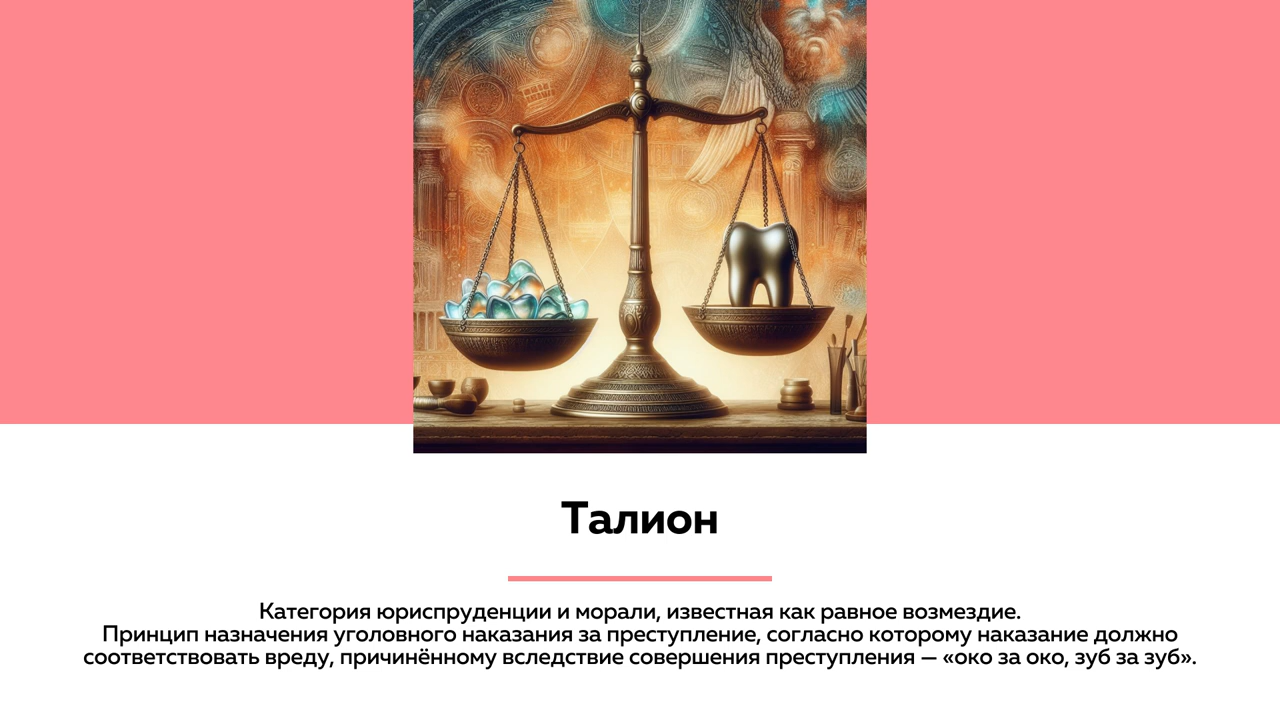 Талион
Категория юриспруденции и морали, известная как равное возмездие.
Принцип назначения уголовного наказания за преступление, согласно которому наказание должно
соответствовать вреду, причинённому вследствие совершения преступления — «око за око, зуб за зуб».